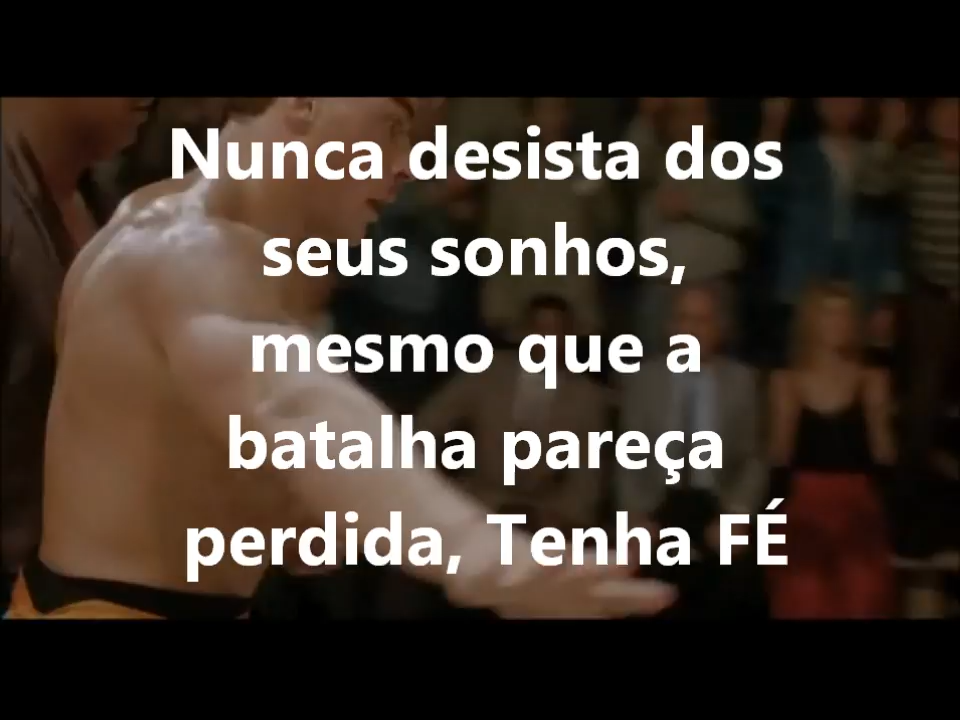 Nunca desista dos
seus sonhos,
mesmo que a
batalha pareça
perdida, Tenha FÉ